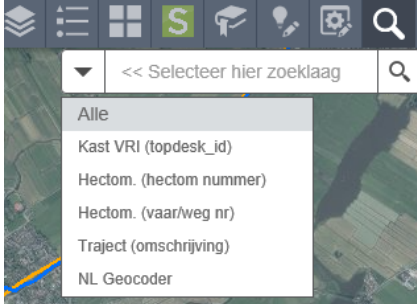 S
<< Selecteer hier zoeklaag
Alle
Kast VRI (topdesk_id)
Hectom. (hectom nummer)
Hectom. (vaar/weg nr)
Traject (omschrijving)
NL Geocoder